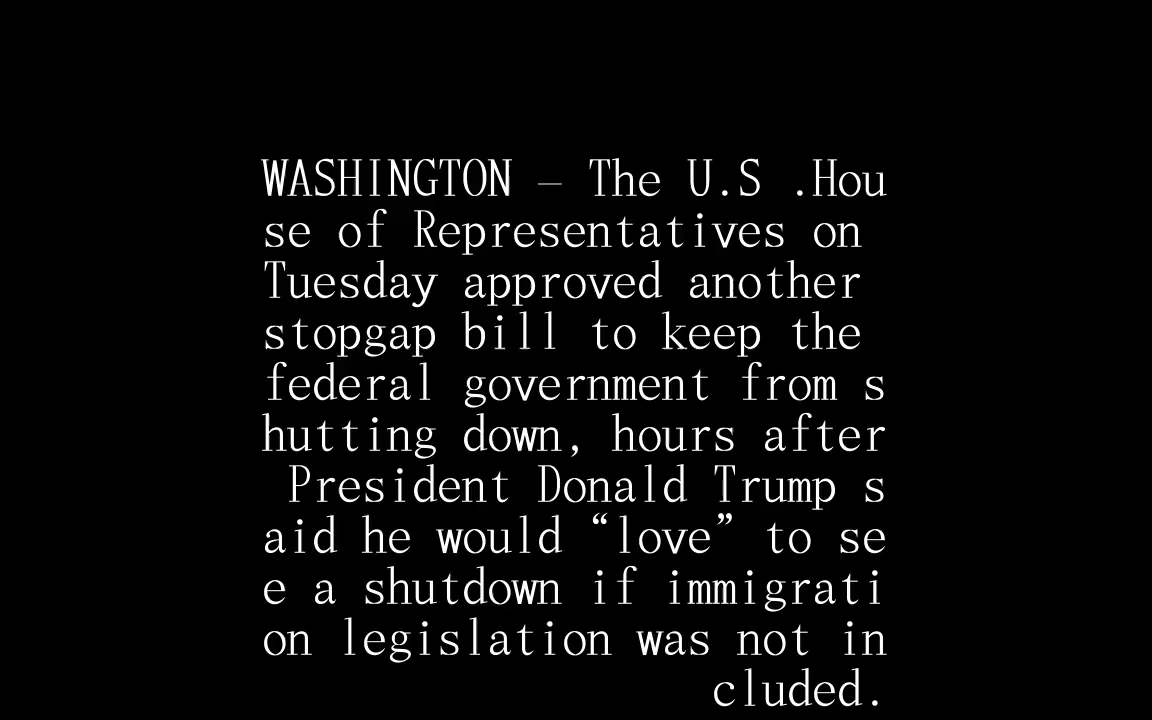 WASHINGTON – The U.S .Hou
se of Representatives on
Tuesday approved another
stopgap bill to keep the
federal government from s
hutting down, hours after
President Donald Trump s
aid he would “love” to se
e a shutdown if immigrati
on legislation was not in
cluded.